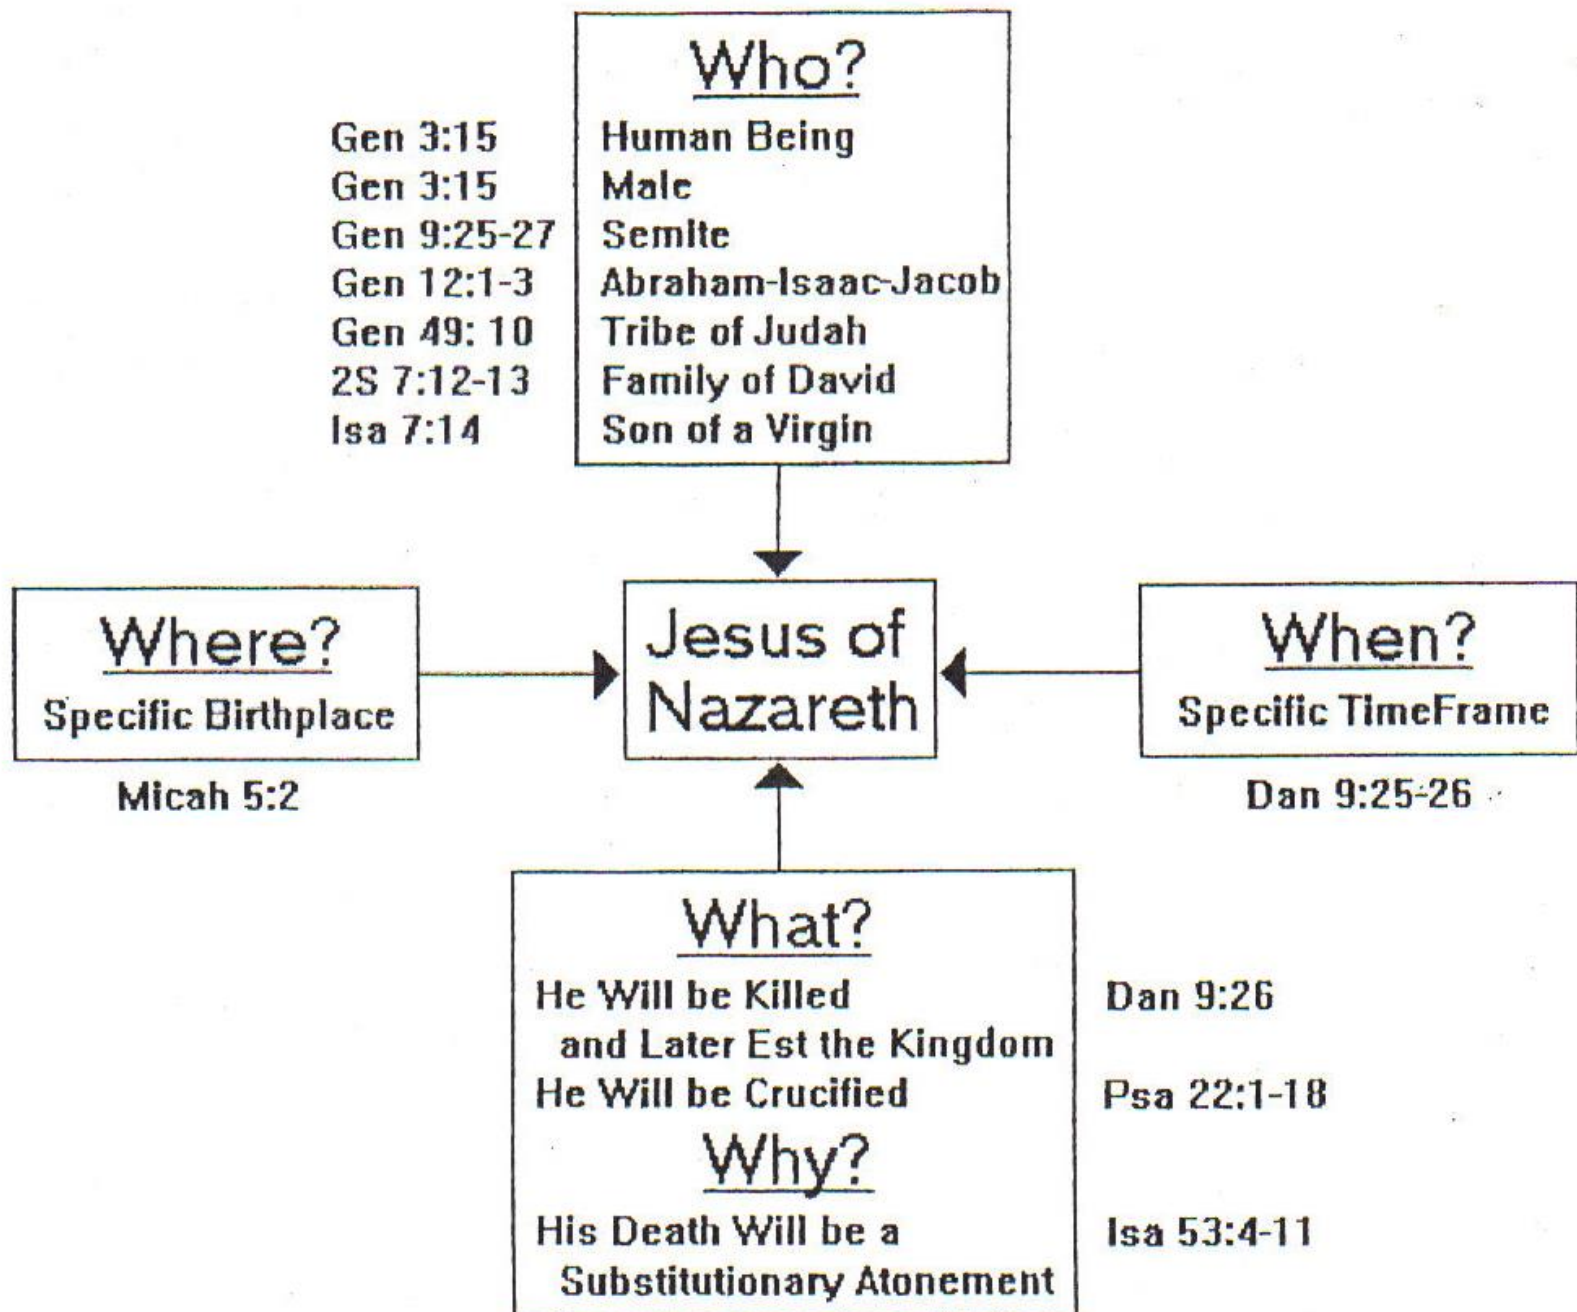 Who?
Gen 3:15 Human Being
Gen 3:15 Male
Gen 9:25-27 Semite
Gen 12:1-3 Abraham-Isaac-Jacob
Gen 49: 10 Tribe of Judah
2S 7:12-13 Family of David
Isa 7:14 Son of a Virgin
Where?
Specific Birthplace
Micah 5:2
Jesus of
Nazareth
When?
Specific TimeFrame
Dan 9:25-26
What?
He Will be Killed Dan 9:26
and Later Est the Kingdom
He Will be Crucified Psa 22:1-18
Why?
His Death Will be a Isa 53:4-11
Substitutionary Atonement